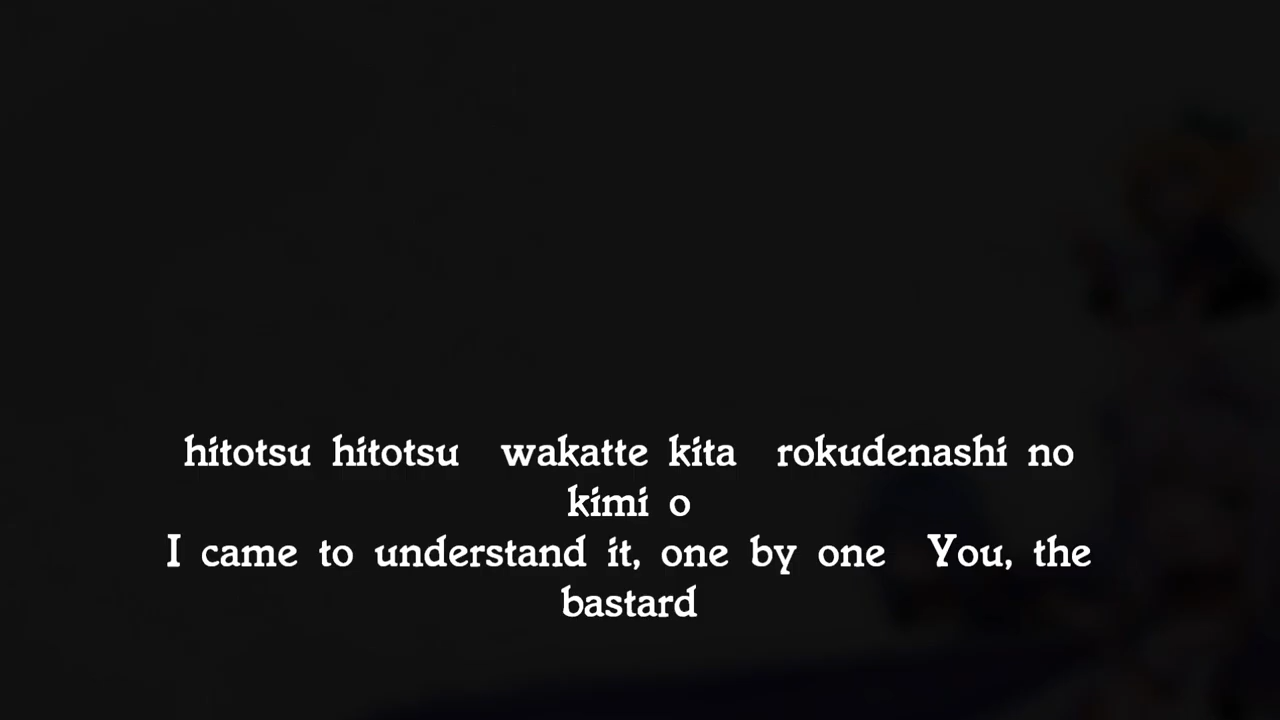 hitotsu hitotsu wakatte kita rokudenashi no
kimi o
I came to understand it, one by one You, the
bastard